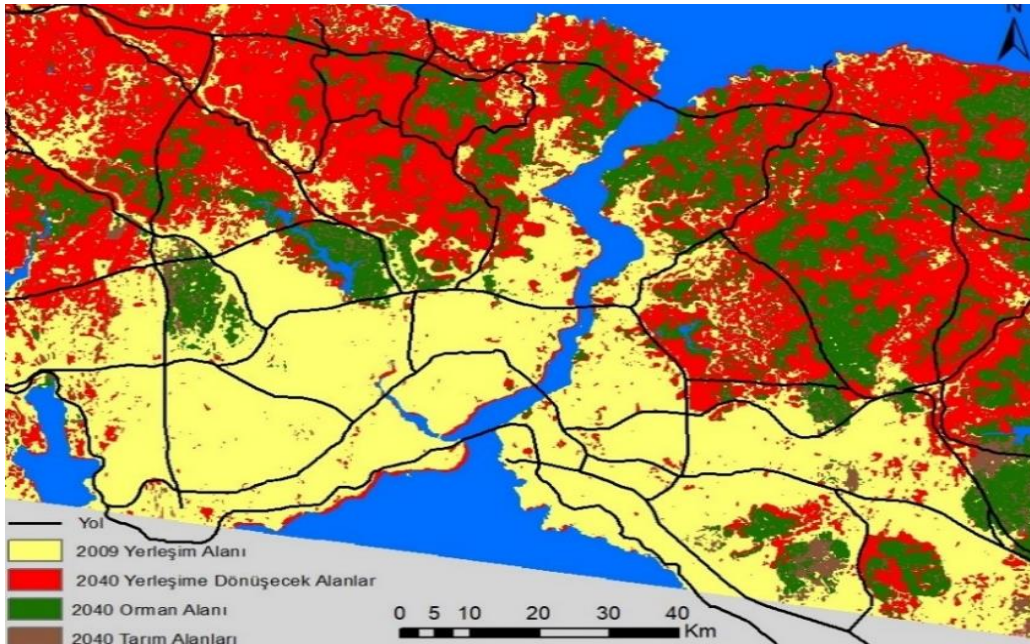 N
Yol
2009 Yerleşim Alanı
2040 Yerleşime Dönüşecek Alanlar
2040 Orman Alanı
2040 Tarım Alanları
0 5 10 20 30 40
Km